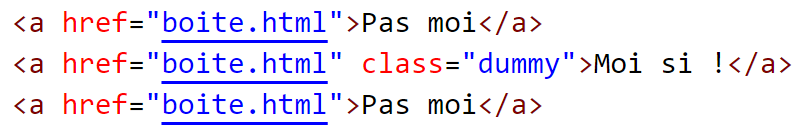 <a href="boite.html">Pas moi</a>
<a href="boite.html" class="dummy">Moi si !</a>
<a href="boite.html">Pas moi</a>